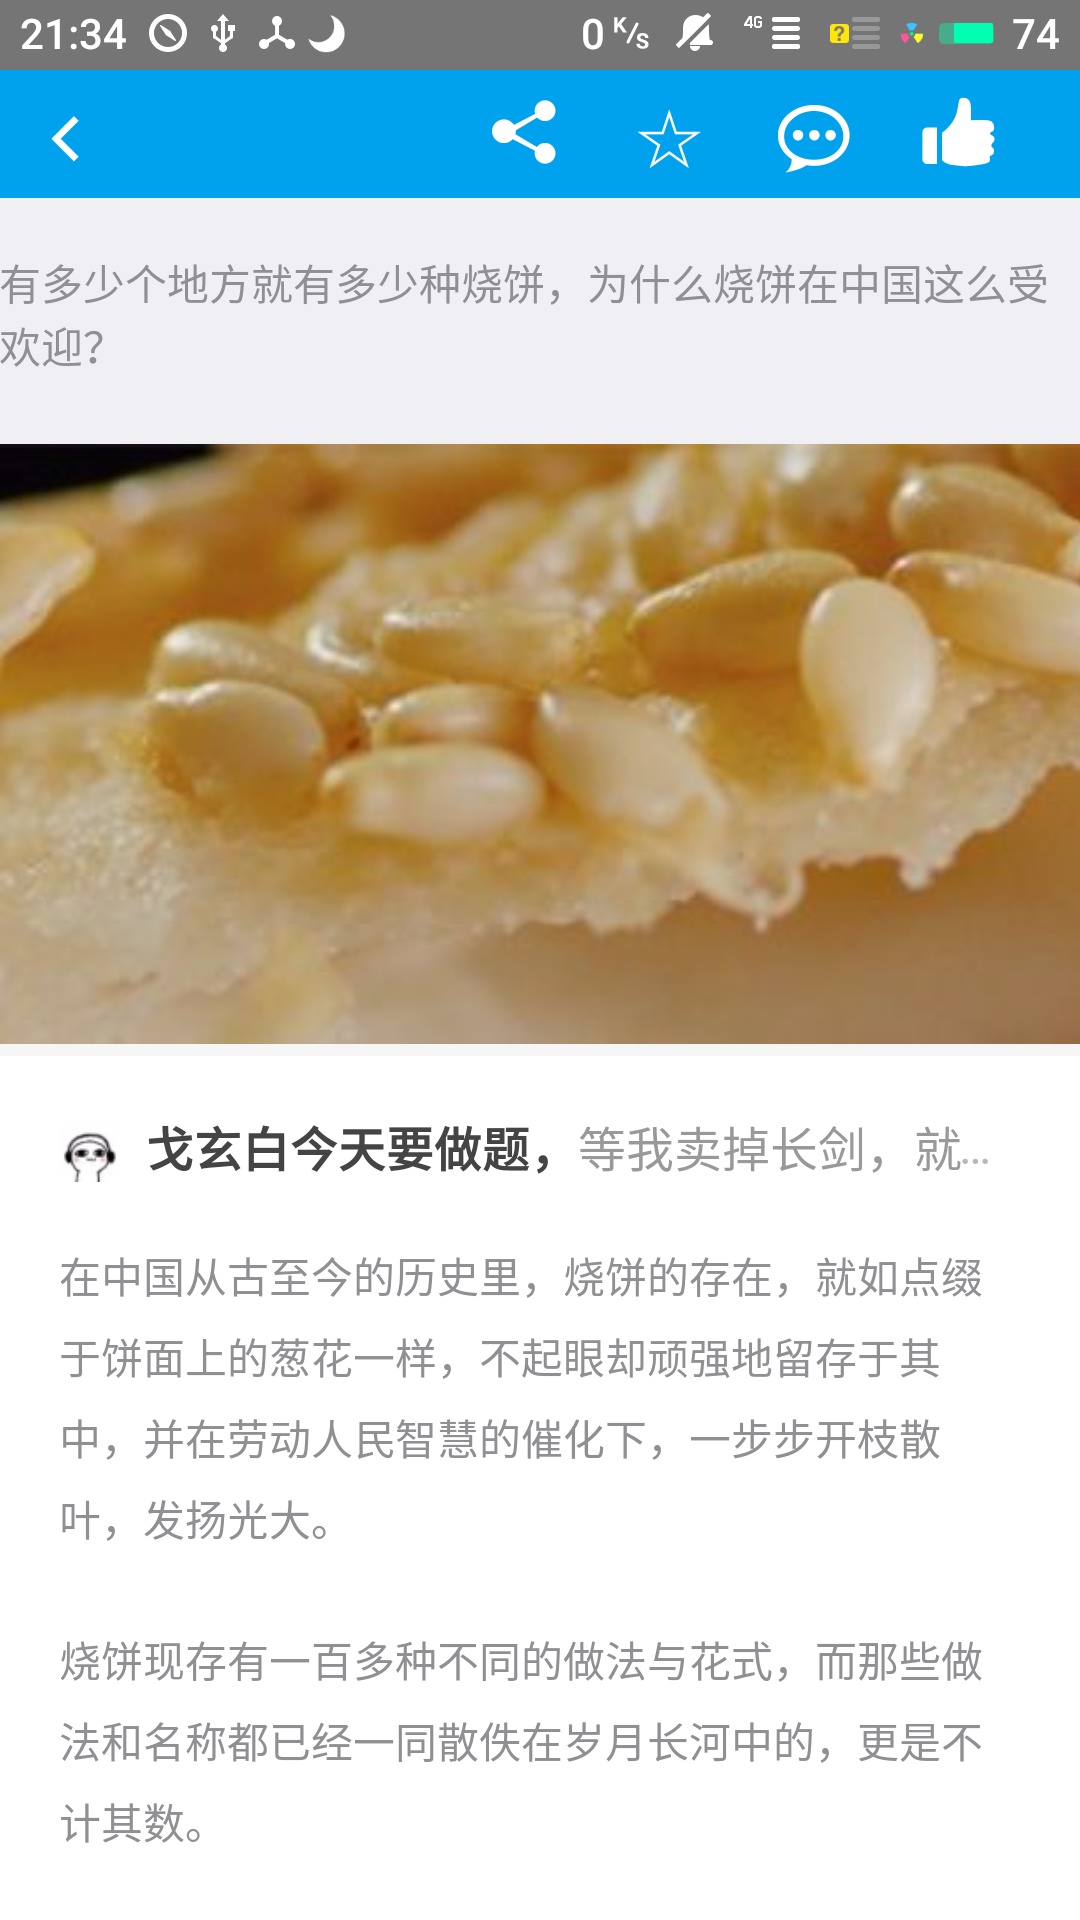 21:34
0 K/s
4G
?
74
有多少个地方就有多少种烧饼，为什么烧饼在中国这么受
欢迎？
戈玄白今天要做题，等我卖掉长剑，就...
在中国从古至今的历史里，烧饼的存在，就如点缀
于饼面上的葱花一样，不起眼却顽强地留存于其
中，并在劳动人民智慧的催化下，一步步开枝散
叶，发扬光大。
烧饼现存有一百多种不同的做法与花式，而那些做
法和名称都已经一同散佚在岁月长河中的，更是不
计其数。